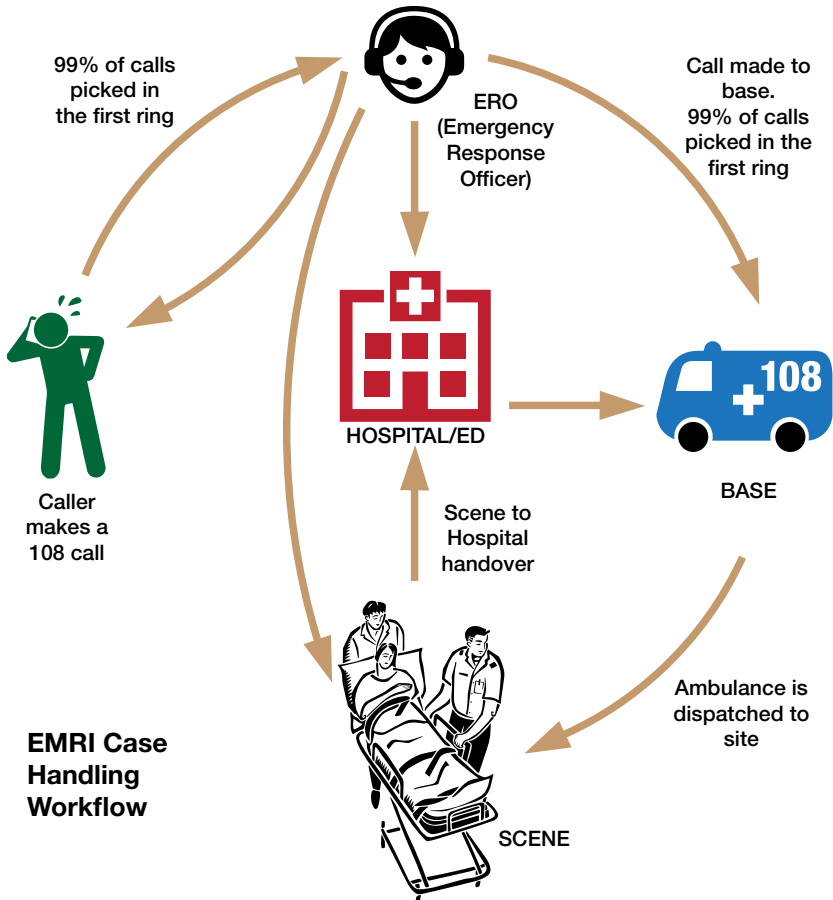 99% of calls
picked in
the first ring
ERO
(Emergency
Response
Officer)
Call made to
base.
99% of calls
picked in the
first ring
108
HOSPITAL/ED
BASE
Caller
makes a
108 call
Scene to
Hospital
handover
Ambulance is
dispatched to
site
EMRI Case
Handling
Workflow
SCENE